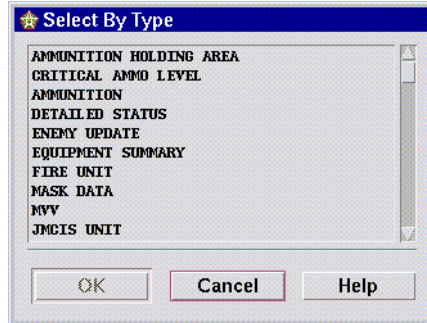 Select By Type
AMMUNITION HOLDING AREA
CRITICAL AMMO LEVEL
AMMUNITION
DETAILED STATUS
ENEMY UPDATE
EQUIPMENT SUMMARY
FIRE UNIT
MASK DATA
MVV
JMCIS UNIT
OK Cancel Help